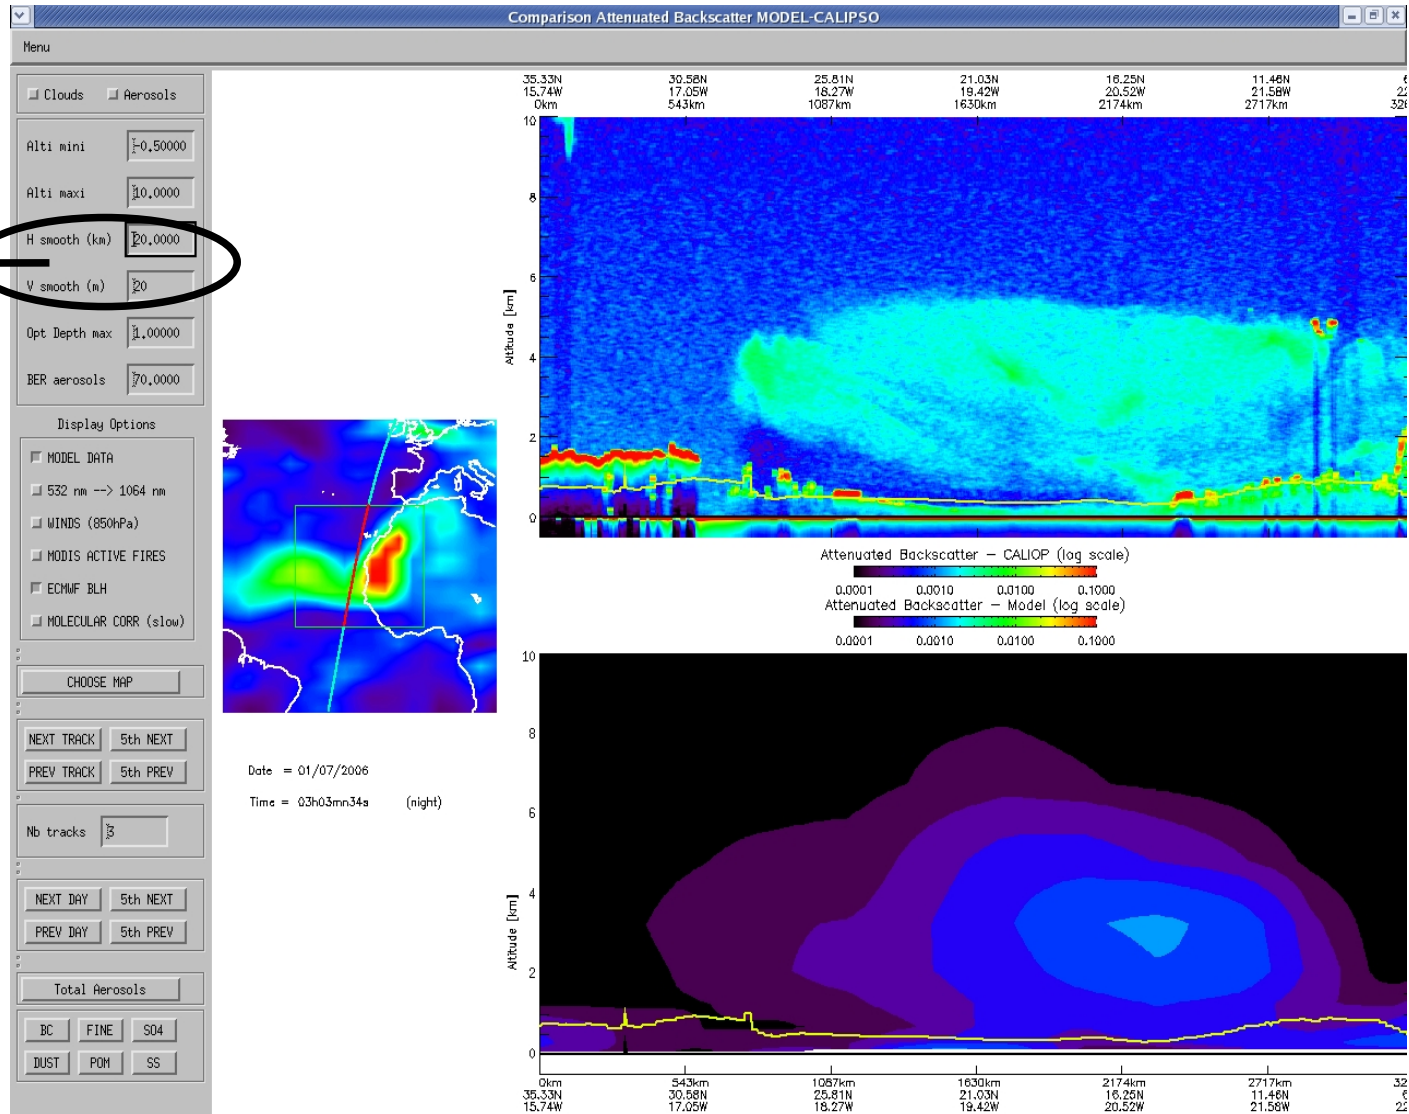 Comparison Attenuated Backscatter MODEL-CALIPSO
Menu
Clouds Aerosols
Alti mini -0.50000
Alti maxi 10.0000
H smooth (km) 20.0000
V smooth (m) 20
Opt Depth max 1.00000
BER aerosols 70.0000
Display Options
MODEL DATA
532 nm --> 1064 nm
WINDS (850hPa)
MODIS ACTIVE FIRES
ECMWF BLH
MOLECULAR CORR (slow)
CHOOSE MAP
NEXT TRACK 5th NEXT
PREV TRACK 5th PREV
Nb tracks 3
NEXT DAY 5th NEXT
PREV DAY 5th PREV
Total Aerosols
BC FINE SO4
DUST POM SS
Date = 01/07/2006
Time = 03h03mn34s (night)
35.33N 30.58N 25.81N 21.03N 16.25N 11.46N
15.74W 17.05W 18.27W 19.42W 20.52W 21.58W
0km 543km 1087km 1630km 2174km 2717km
10
8
6
4
2
0
Altitude [km]
Attenuated Backscatter - CALIOP (log scale)
0.0001 0.0010 0.0100 0.1000
Attenuated Backscatter - Model (log scale)
0.0001 0.0010 0.0100 0.1000
10
8
6
4
2
0
Altitude [km]
0km 543km 1087km 1630km 2174km 2717km
35.33N 30.58N 25.81N 21.03N 16.25N 11.46N
15.74W 17.05W 18.27W 19.42W 20.52W 21.58W